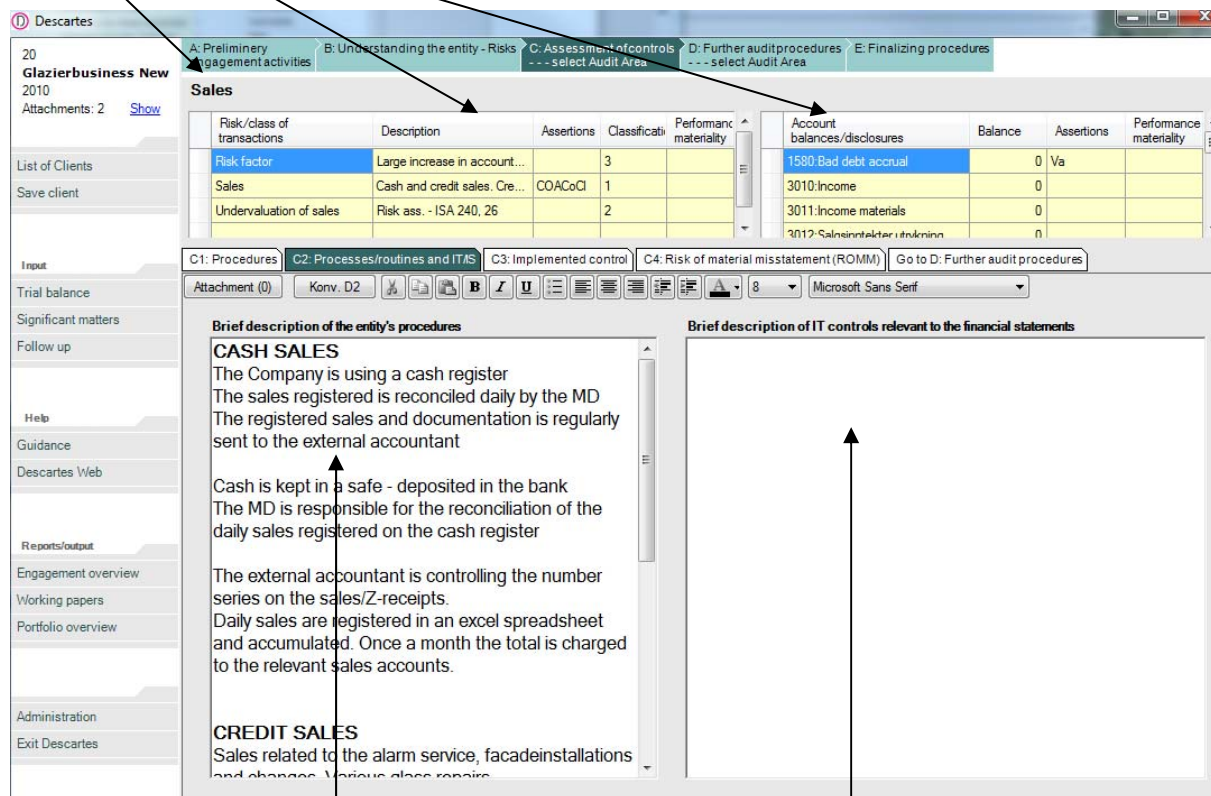 Descartes
20
Glazierbusiness New
2010
Attachments: 2 Show
List of Clients
Save client
Input
Trial balance
Significant matters
Follow up
Help
Guidance
Descartes Web
Reports/output
Engagement overview
Working papers
Portfolio overview
Administration
Exit Descartes
A: Preliminery
engagement activities
B: Understanding the entity - Risks
C: Assessment of controls
- - - select Audit Area
D: Further audit procedures
- - - select Audit Area
E: Finalizing procedures
Sales
Risk/class of
transactions
Description
Assertions
Classificati
Performanc
materiality
Risk factor Large increase in account... 3
Sales Cash and credit sales. Cre... COACoCl 1
Undervaluation of sales Risk ass. - ISA 240, 26 2
Account
balances/disclosures
Balance
Assertions
Performance
materiality
1580:Bad debt accrual 0 Va
3010:Income 0
3011:Income materials 0
3012:Salgsinntekter utrykning 0
C1: Procedures
C2: Processes/routines and IT/IS
C3: Implemented control
C4: Risk of material misstatement (ROMM)
Go to D: Further audit procedures
Attachment (0) Konv. D2 B I U A 8 Microsoft Sans Serif
Brief description of the entity's procedures
CASH SALES
The Company is using a cash register
The sales registered is reconciled daily by the MD
The registered sales and documentation is regularly
sent to the external accountant
Cash is kept in a safe - deposited in the bank
The MD is responsible for the reconciliation of the
daily sales registered on the cash register
The external accountant is controlling the number
series on the sales/Z-receipts.
Daily sales are registered in an excel spreadsheet
and accumulated. Once a month the total is charged
to the relevant sales accounts.
CREDIT SALES
Sales related to the alarm service, facadeinstallations
and changes. Various glass repairs
Brief description of IT controls relevant to the financial statements